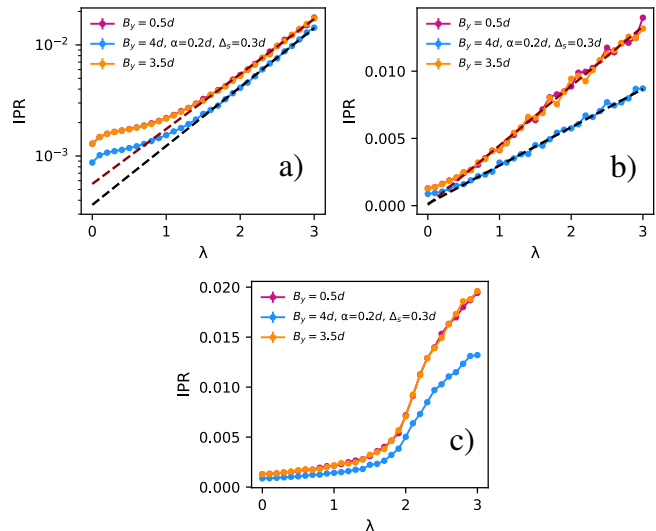 B_y = 0.5d
B_y = 4d, α=0.2d, Δ_s=0.3d
B_y = 3.5d
10^{-2}
10^{-3}
IPR
0 1 2 3
λ
a)
B_y = 0.5d
B_y = 4d, α=0.2d, Δ_s=0.3d
B_y = 3.5d
0.010
0.005
0.000
IPR
0 1 2 3
λ
b)
B_y = 0.5d
B_y = 4d, α=0.2d, Δ_s=0.3d
B_y = 3.5d
0.020
0.015
0.010
0.005
0.000
IPR
0 1 2 3
λ
c)